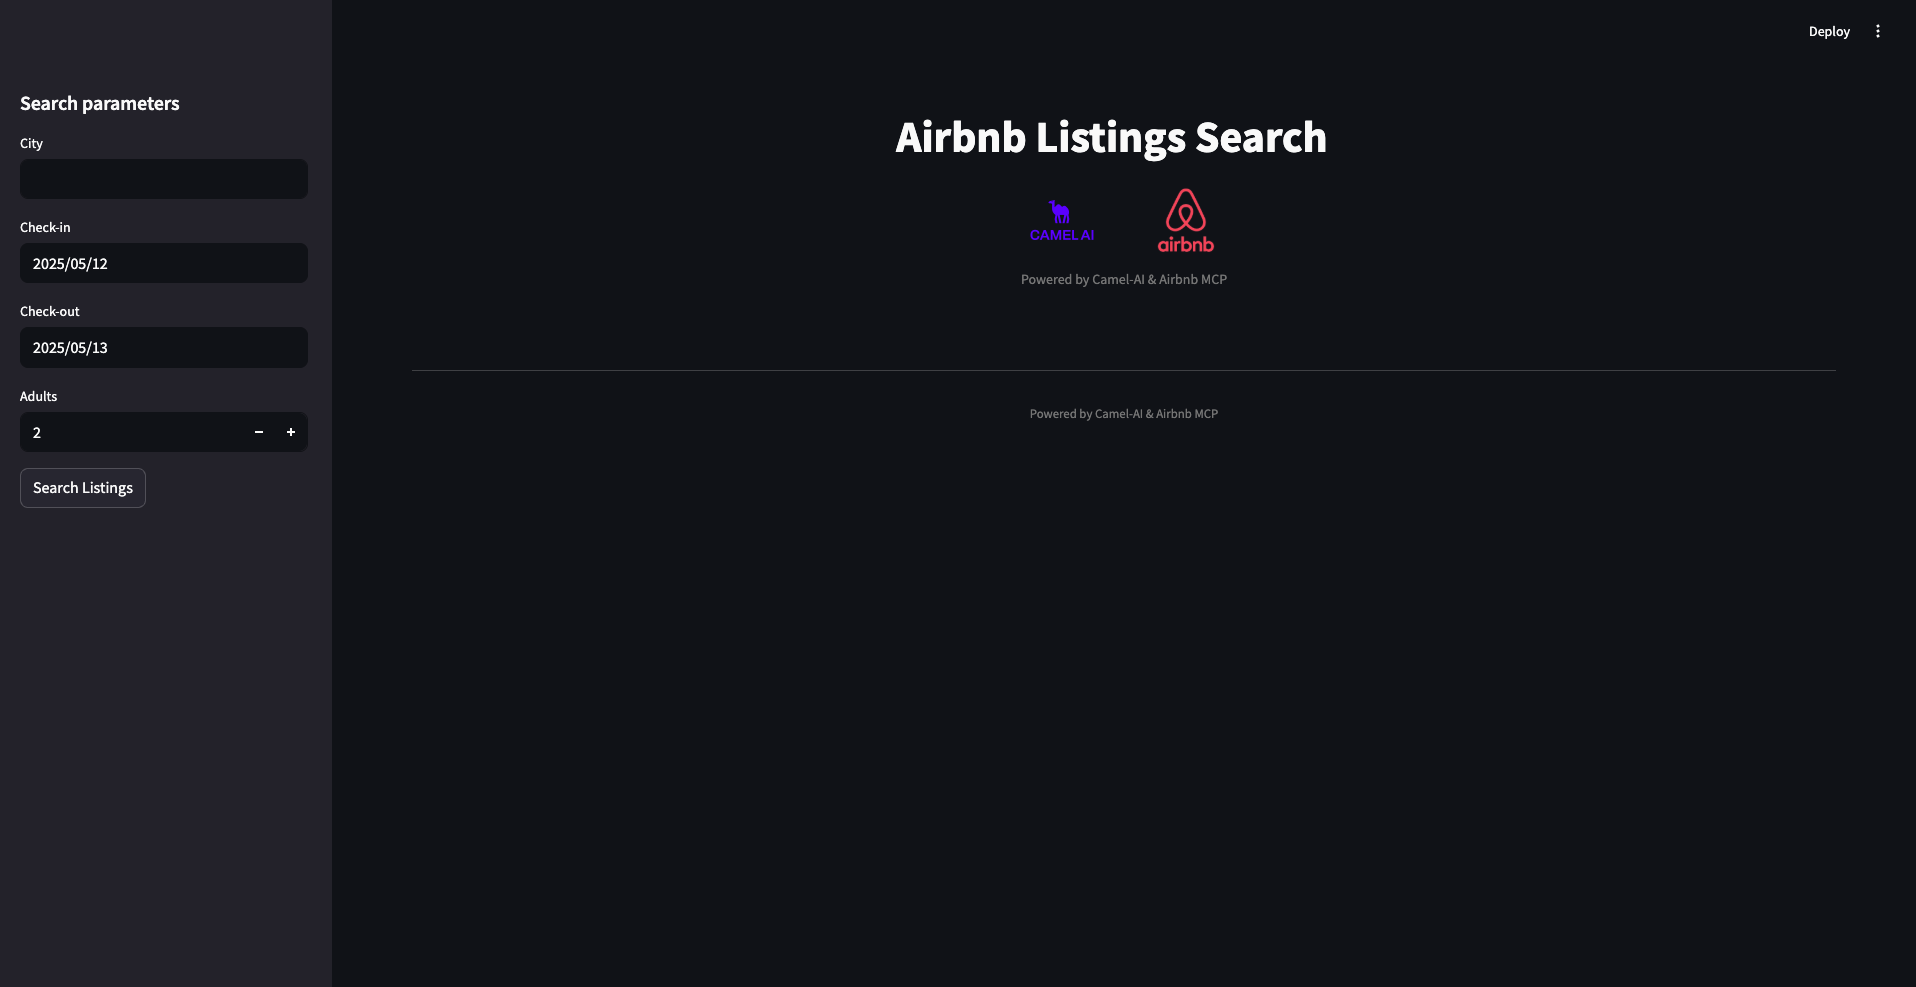 Deploy
Search parameters
City
Check-in
2025/05/12
Check-out
2025/05/13
Adults
2
Search Listings
Airbnb Listings Search
CAMEL AI
airbnb
Powered by Camel-AI & Airbnb MCP
Powered by Camel-AI & Airbnb MCP